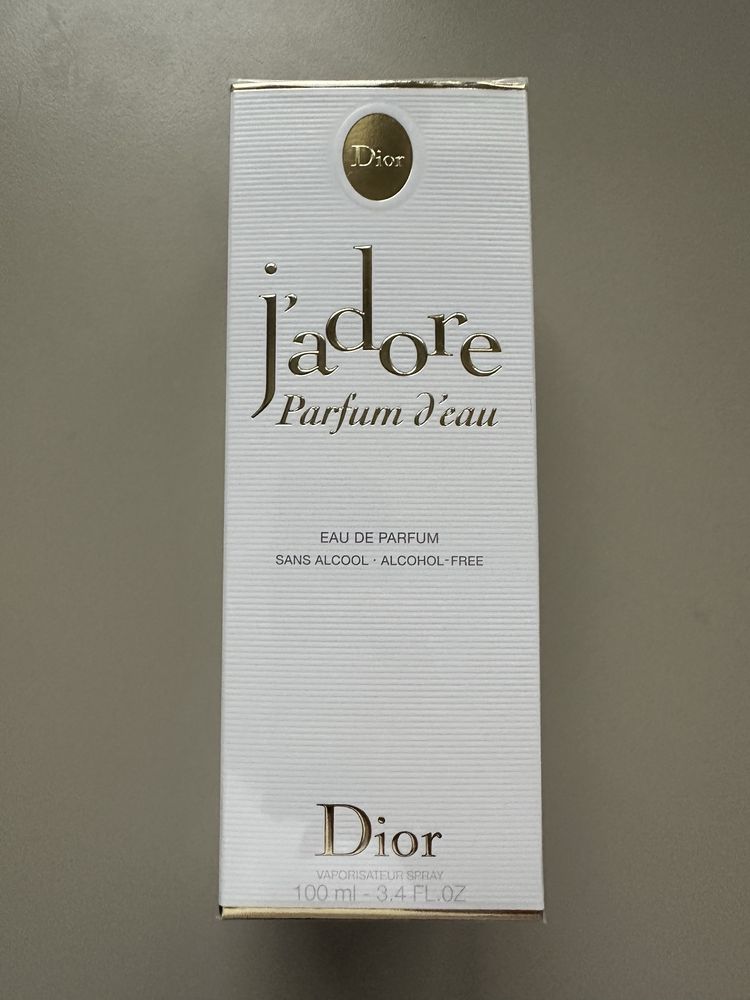 Dior
j'adore
Parfum d'eau
EAU DE PARFUM
SANS ALCOOL · ALCOHOL-FREE
Dior
VAPORISATEUR SPRAY
100 ml - 3.4 FL.OZ